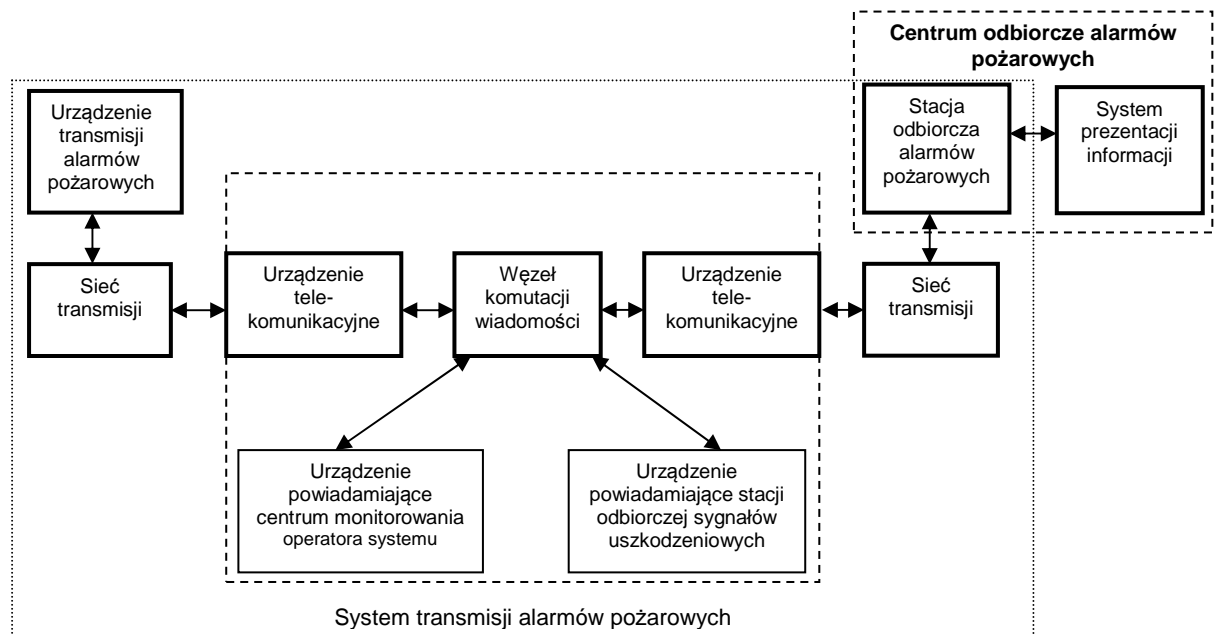 Centrum odbiorcze alarmów
pożarowych
Urządzenie
transmisji
alarmów
pożarowych
Stacja
odbiorcza
alarmów
pożarowych
System
prezentacji
informacji
Sieć
transmisji
Urządzenie
tele-
komunikacyjne
Węzeł
komutacji
wiadomości
Urządzenie
tele-
komunikacyjne
Sieć
transmisji
Urządzenie
powiadamiające
centrum monitorowania
operatora systemu
Urządzenie
powiadamiające stacji
odbiorczej sygnałów
uszkodzeniowych
System transmisji alarmów pożarowych